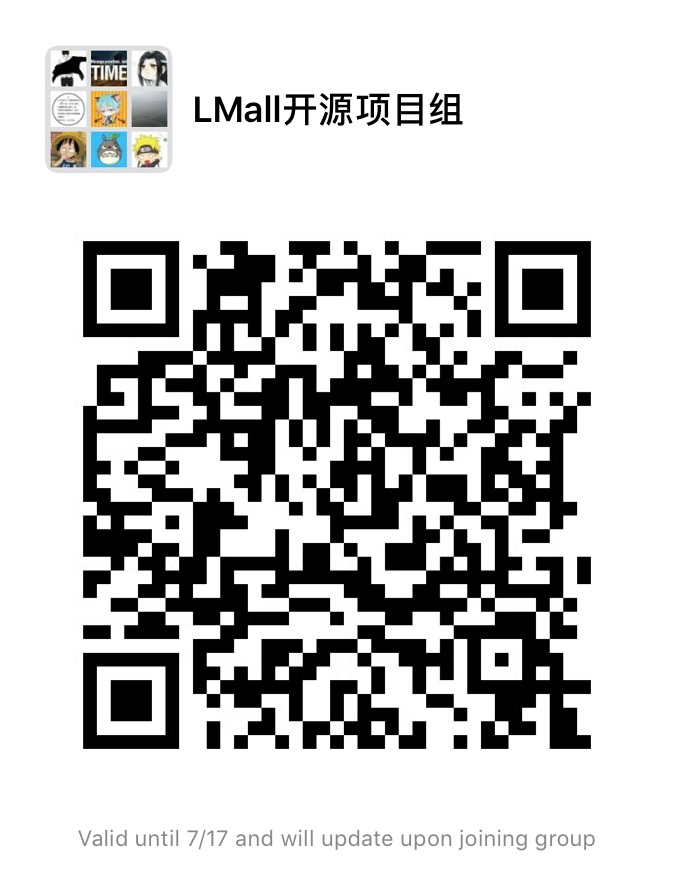 TIME
LMall开源项目组
Valid until 7/17 and will update upon joining group